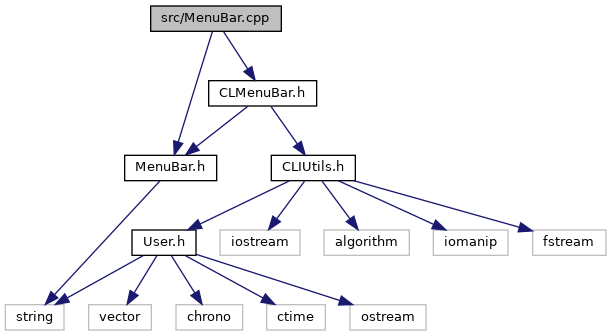 src/MenuBar.cpp
CLMenuBar.h
MenuBar.h
CLIUtils.h
User.h
iostream
algorithm
iomanip
fstream
string
vector
chrono
ctime
ostream